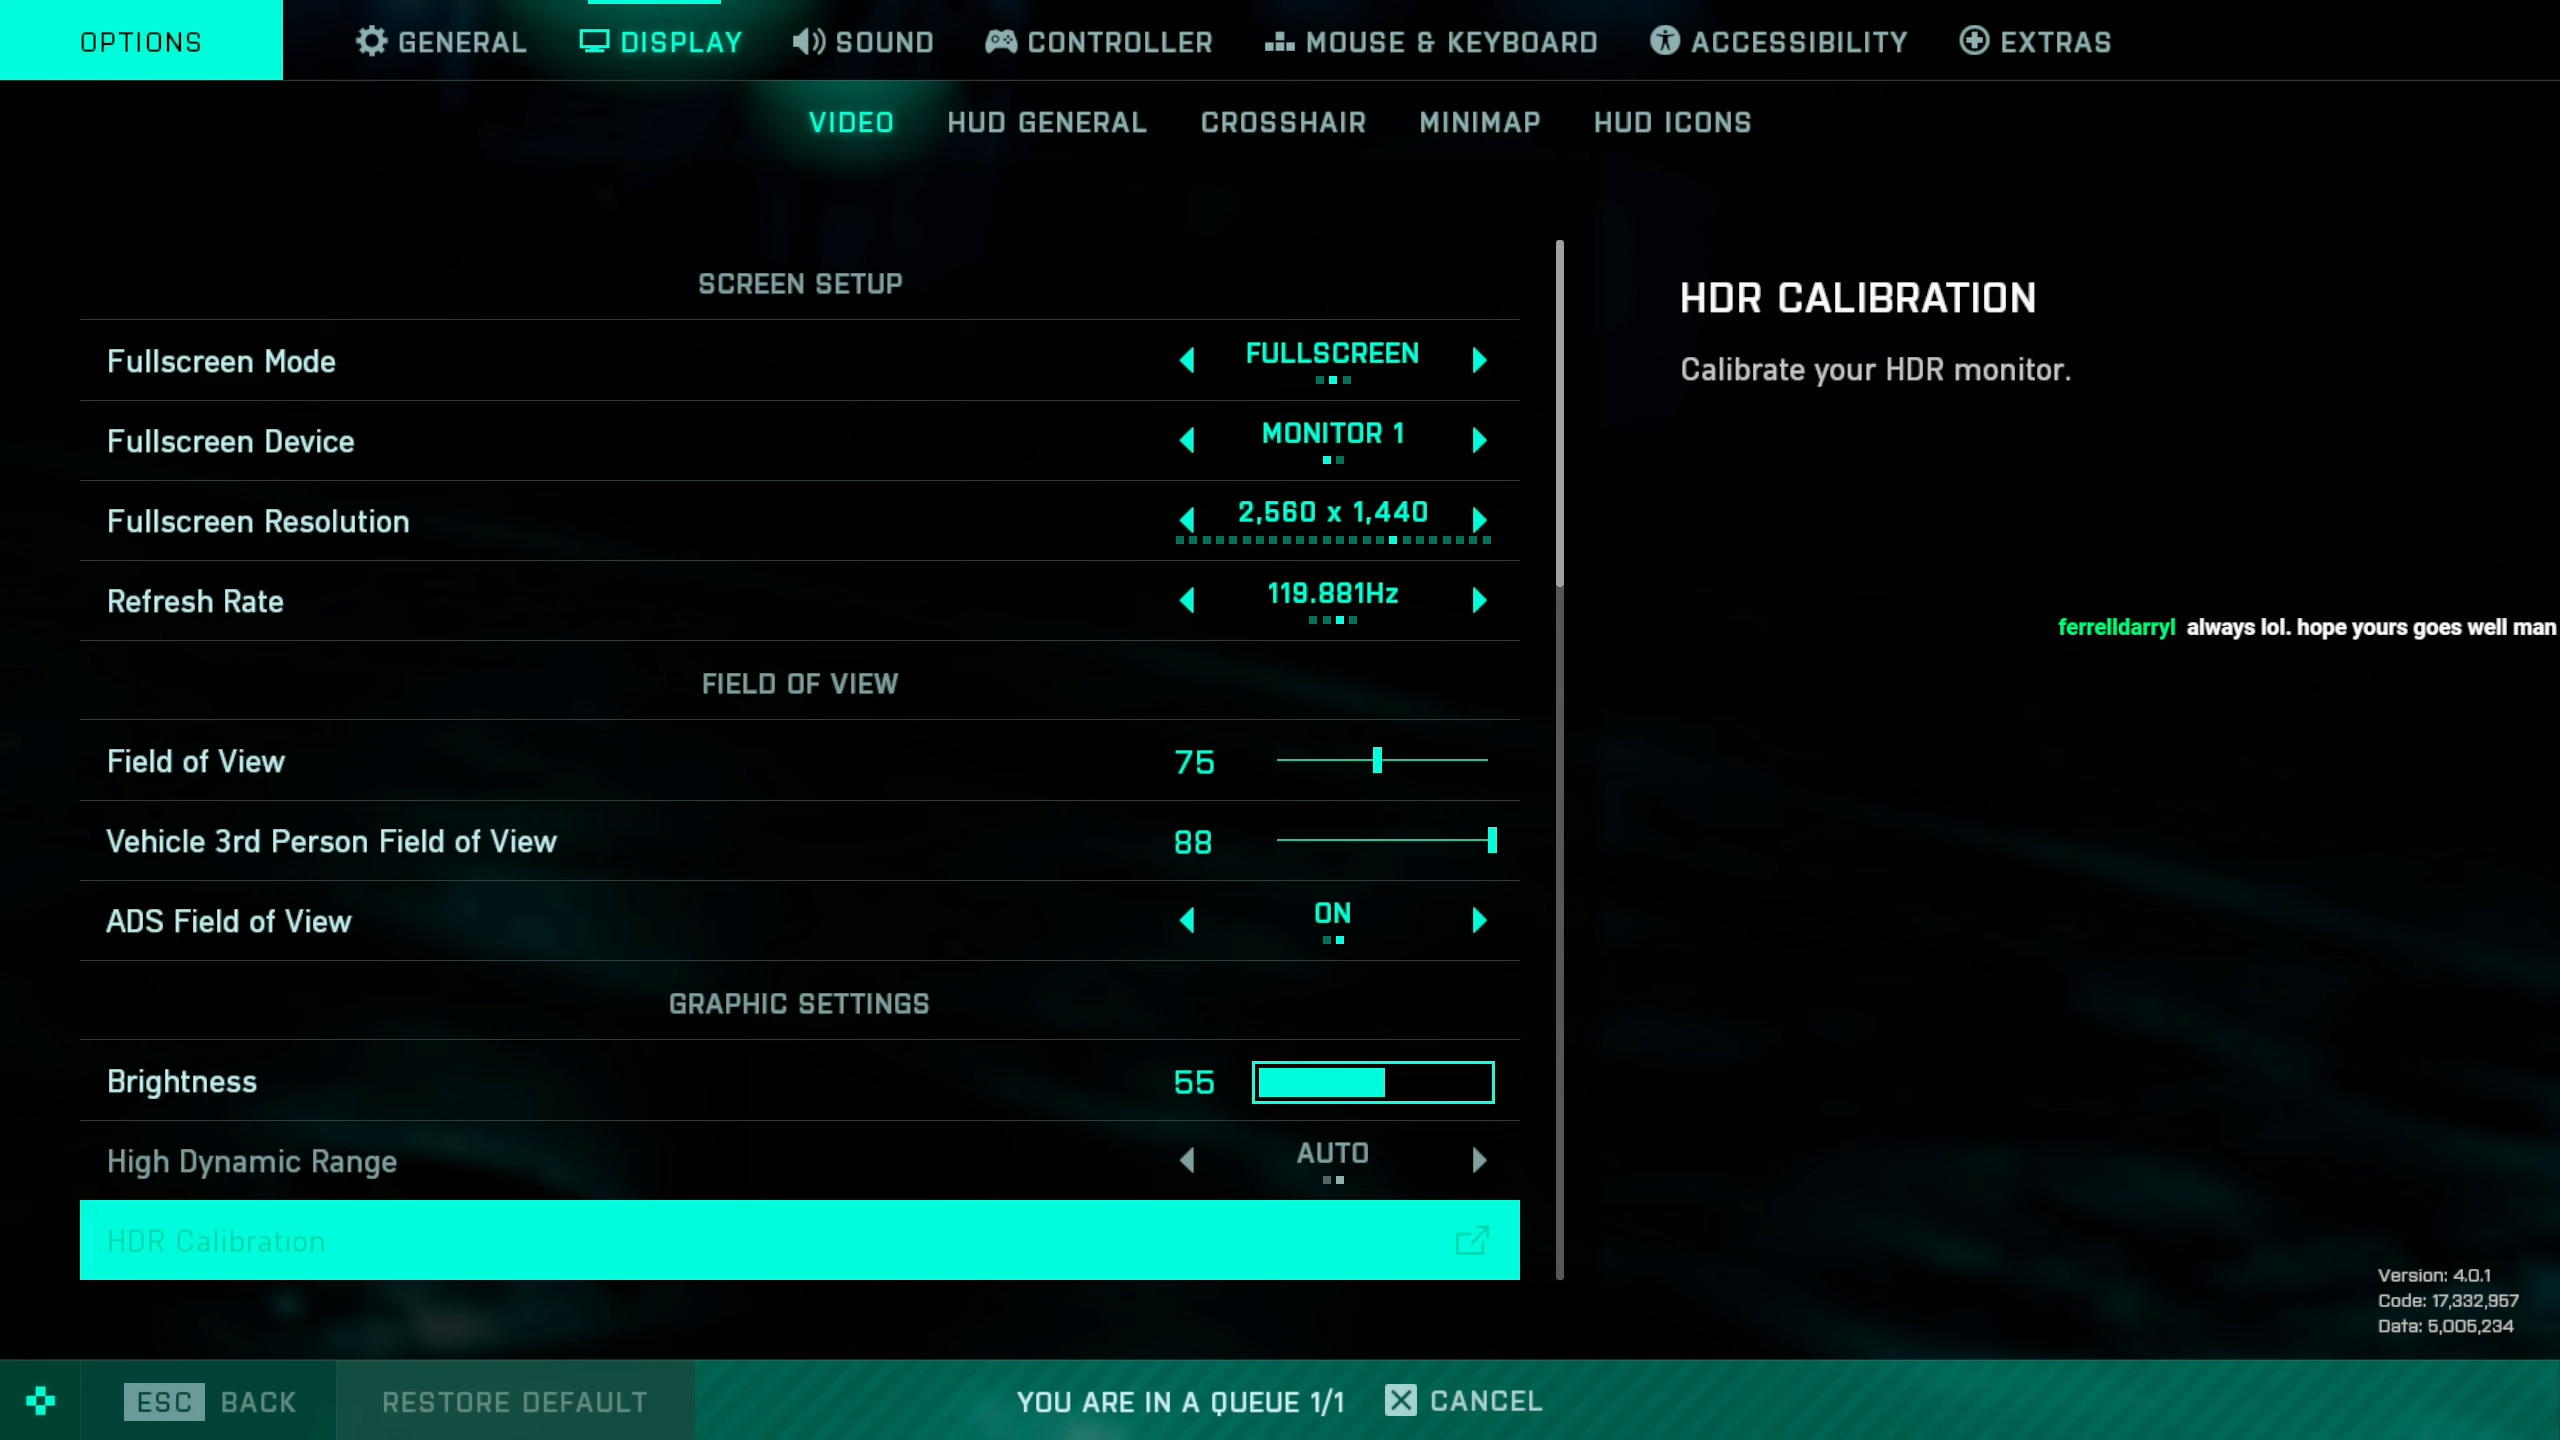 OPTIONS
GENERAL
DISPLAY
SOUND
CONTROLLER
MOUSE & KEYBOARD
ACCESSIBILITY
EXTRAS
VIDEO
HUD GENERAL
CROSSHAIR
MINIMAP
HUD ICONS
SCREEN SETUP
Fullscreen Mode
FULLSCREEN
Fullscreen Device
MONITOR 1
Fullscreen Resolution
2,560 x 1,440
Refresh Rate
119.881Hz
FIELD OF VIEW
Field of View
75
Vehicle 3rd Person Field of View
88
ADS Field of View
ON
GRAPHIC SETTINGS
Brightness
55
High Dynamic Range
AUTO
HDR Calibration
HDR CALIBRATION
Calibrate your HDR monitor.
ferrelldarryl always lol. hope yours goes well man
Version: 4.0.1
Code: 17,332,957
Data: 5,005,234
ESC BACK
RESTORE DEFAULT
YOU ARE IN A QUEUE 1/1
X CANCEL